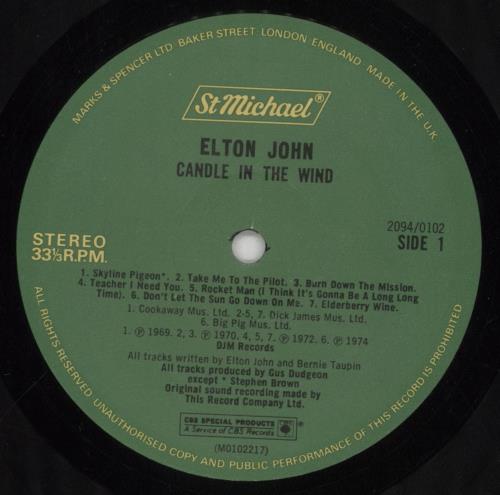 MARKS & SPENCER LTD BAKER STREET LONDON ENGLAND MADE IN THE U.K.
St Michael®
ELTON JOHN
CANDLE IN THE WIND
2094/0102
STEREO
SIDE 1
33⅓ R.P.M.
1. Skyline Pigeon*. 2. Take Me To The Pilot. 3. Burn Down The Mission.
4. Teacher I Need You. 5. Rocket Man (I Think It's Gonna Be A Long Long
Time). 6. Don't Let The Sun Go Down On Me. 7. Elderberry Wine.
1. Cookaway Mus. Ltd. 2-5, 7. Dick James Mus. Ltd.
6. Big Pig Mus. Ltd.
1. ℗ 1969. 2, 3. ℗ 1970. 4, 5, 7. ℗ 1972. 6. ℗ 1974
DJM Records
All tracks written by Elton John and Bernie Taupin
All tracks produced by Gus Dudgeon
except * Stephen Brown
Original sound recording made by
This Record Company Ltd.
CBS SPECIAL PRODUCTS
A Service of CBS Records
CBS
(M0102217)
ALL RIGHTS RESERVED UNAUTHORISED COPY AND PUBLIC PERFORMANCE OF THIS RECORD IS PROHIBITED